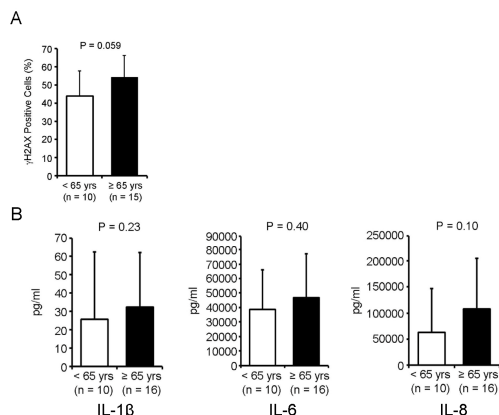 A
P = 0.059
γH2AX Positive Cells (%)
70
60
50
40
30
20
10
0
< 65 yrs ≥ 65 yrs
(n = 10) (n = 15)
B
P = 0.23
pg/ml
70
60
50
40
30
20
10
0
< 65 yrs ≥ 65 yrs
(n = 10) (n = 16)
IL-1β
P = 0.40
pg/ml
90000
80000
70000
60000
50000
40000
30000
20000
10000
0
< 65 yrs ≥ 65 yrs
(n = 10) (n = 16)
IL-6
P = 0.10
pg/ml
250000
200000
150000
100000
50000
0
< 65 yrs ≥ 65 yrs
(n = 10) (n = 16)
IL-8